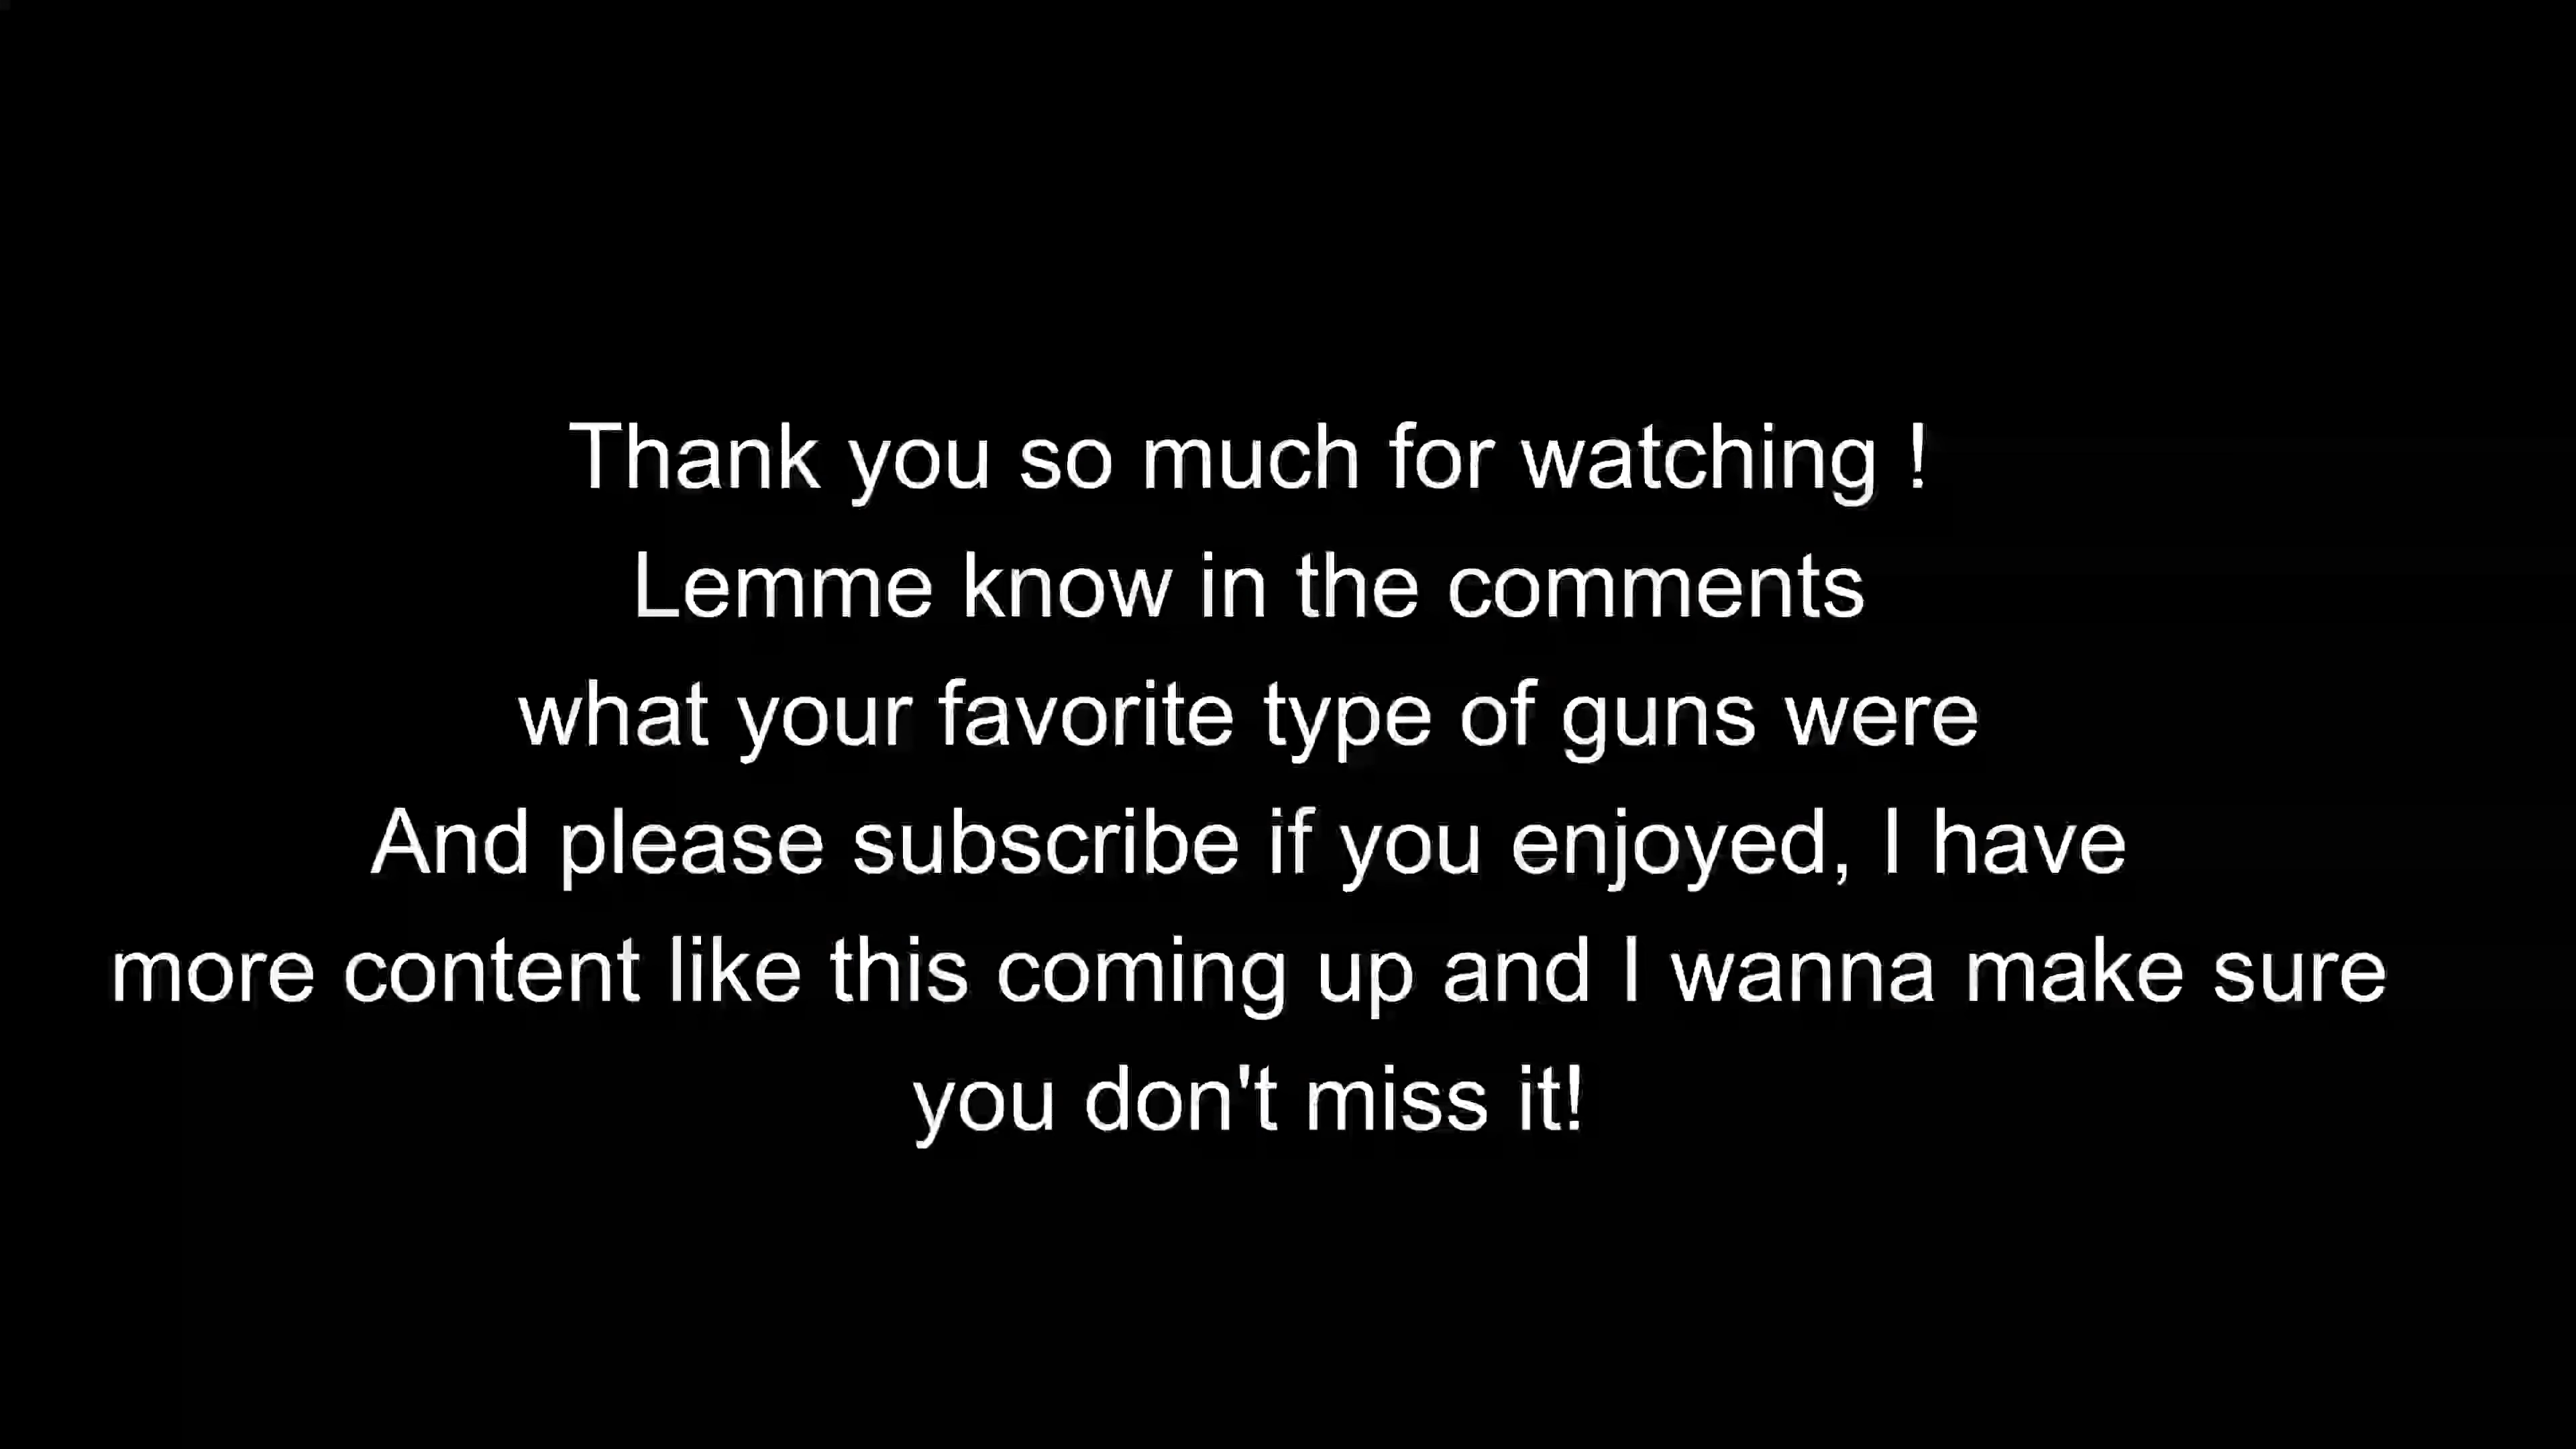 Thank you so much for watching !
Lemme know in the comments
what your favorite type of guns were
And please subscribe if you enjoyed, I have
more content like this coming up and I wanna make sure
you don't miss it!